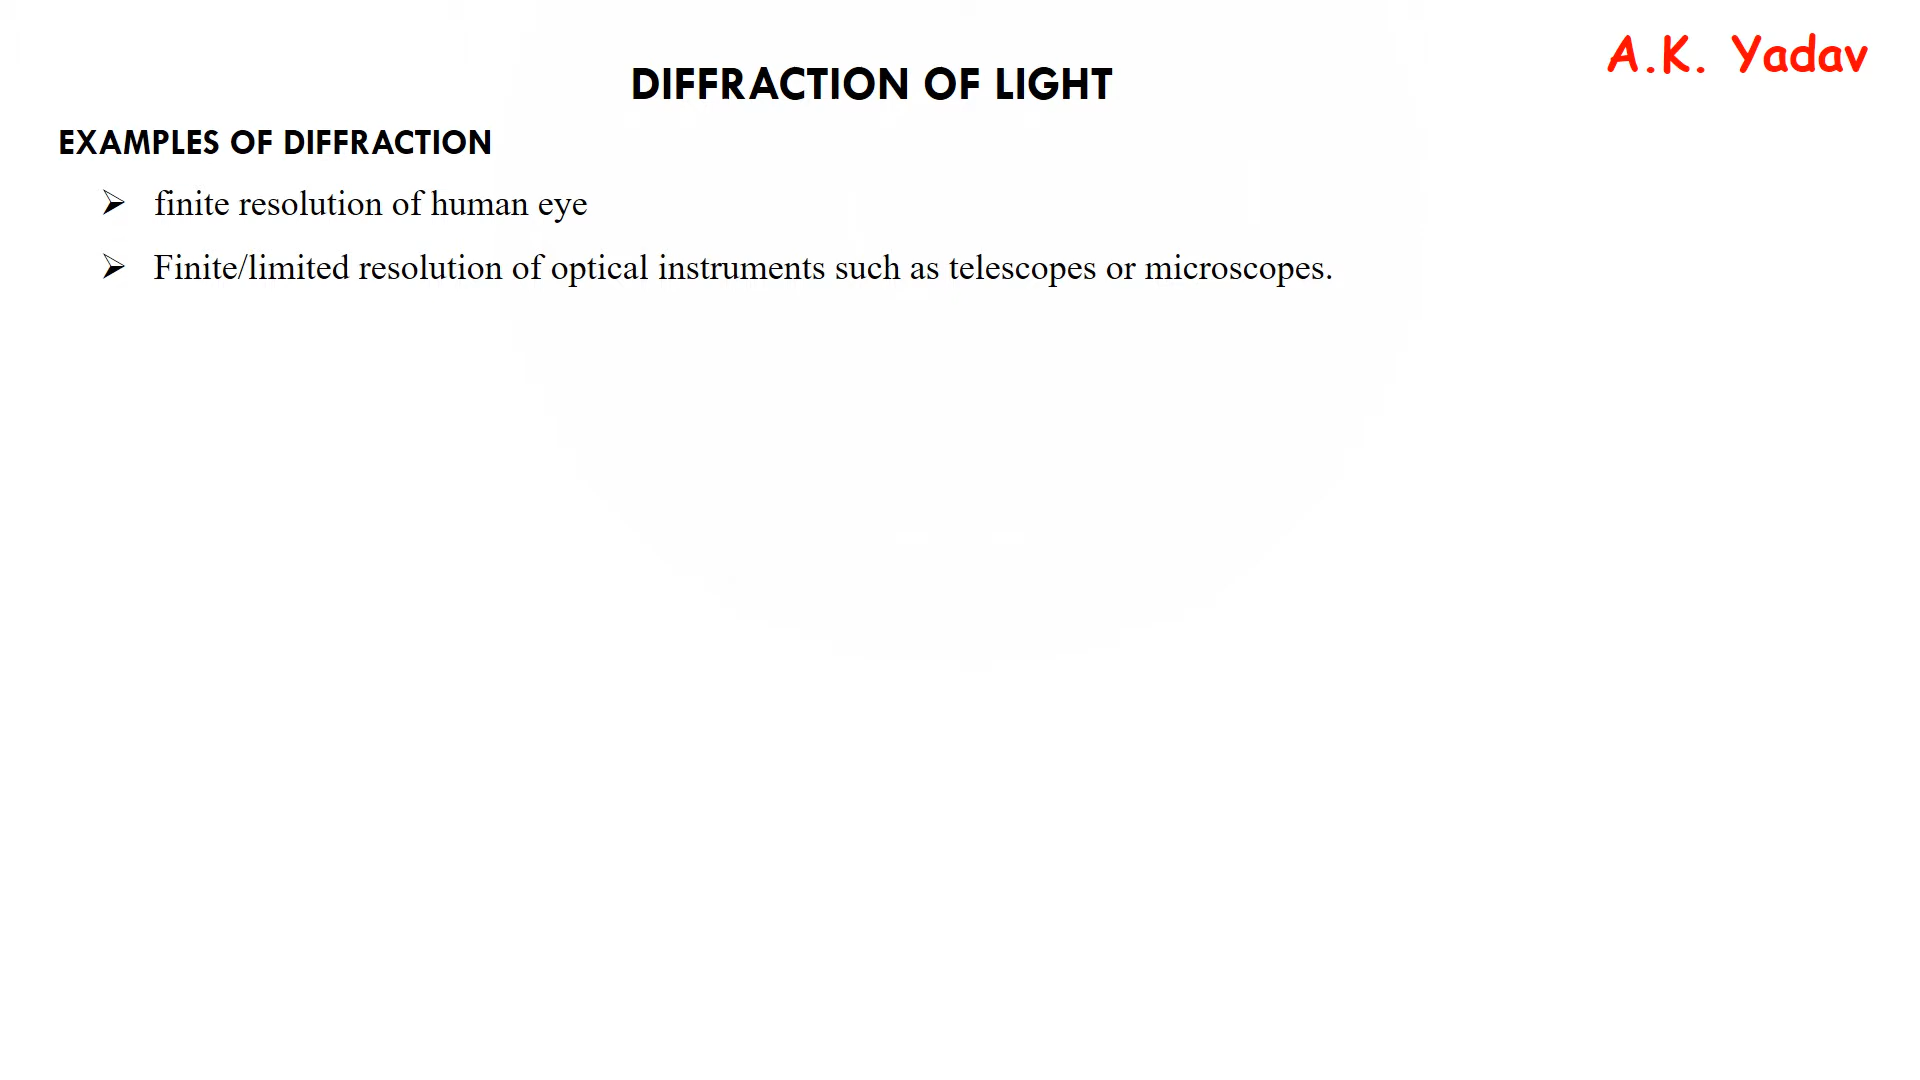 A.K. Yadav
DIFFRACTION OF LIGHT
EXAMPLES OF DIFFRACTION
➢ finite resolution of human eye
➢ Finite/limited resolution of optical instruments such as telescopes or microscopes.